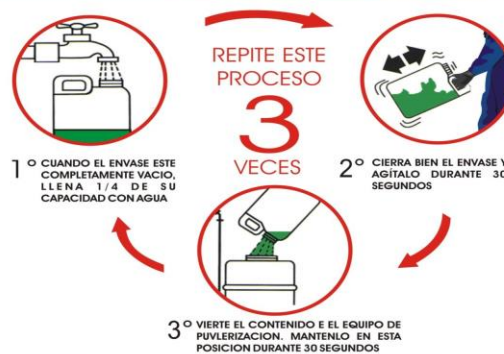 REPITE ESTE
PROCESO
3
VECES
1º CUANDO EL ENVASE ESTE
COMPLETAMENTE VACIO,
LLENA 1/4 DE SU
CAPACIDAD CON AGUA
2º CIERRA BIEN EL ENVASE Y
AGÍTALO DURANTE 30
SEGUNDOS
3º VIERTE EL CONTENIDO E EL EQUIPO DE
PUVLERIZACION. MANTENLO EN ESTA
POSICION DURANTE 30 SEGUNDOS